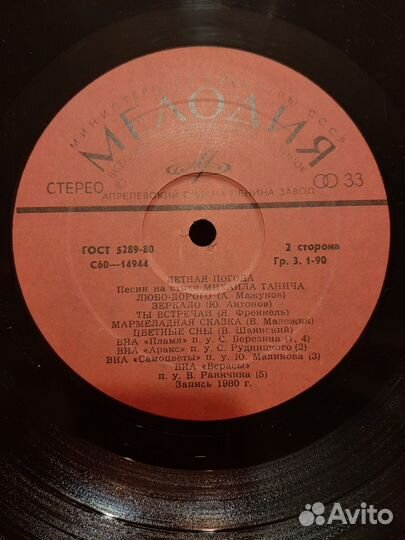 МИНИСТЕРСТВО КУЛЬТУРЫ СССР
МЕЛОДИЯ
СТЕРЕО
33
АПРЕЛЕВСКИЙ ОРДЕНА ЛЕНИНА ЗАВОД
ГОСТ 5289-80
2 сторона
С60—14944
Гр. 3. 1-90
ЛЕТНАЯ ПОГОДА
Песни на стихи МИХАИЛА ТАНИЧА
ЛЮБО-ДОРОГО (А. Мажуков)
ЗЕРКАЛО (Ю. Антонов)
ТЫ ВСТРЕЧАЙ (Я. Френкель)
МАРМЕЛАДНАЯ СКАЗКА (В. Малежик)
ЦВЕТНЫЕ СНЫ (В. Шаинский)
ВИА «Пламя» п. у. С. Березина (1, 4)
ВИА «Аракс» п. у. С. Рудницкого (2)
ВИА «Самоцветы» п. у. Ю. Маликова (3)
ВИА «Верасы»
п. у. В. Раинчика (5)
Запись 1980 г.
Avito